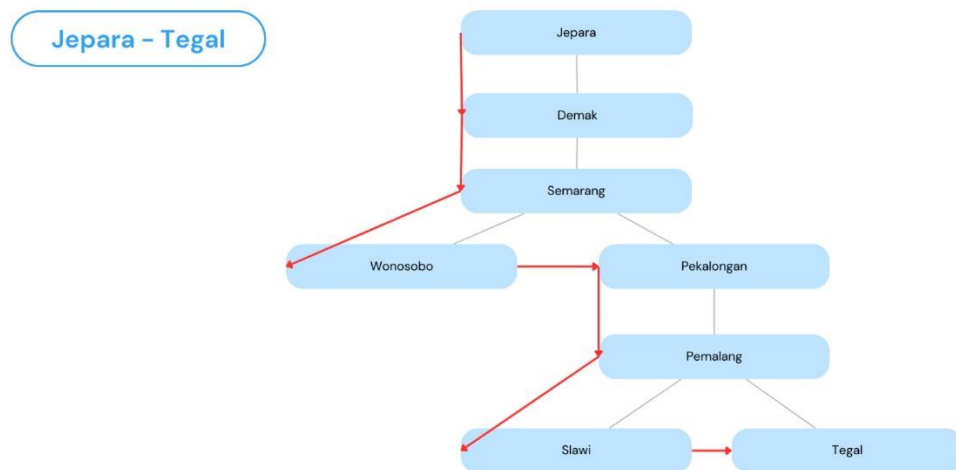 Jepara - Tegal
Jepara
Demak
Semarang
Wonosobo
Pekalongan
Pemalang
Slawi
Tegal